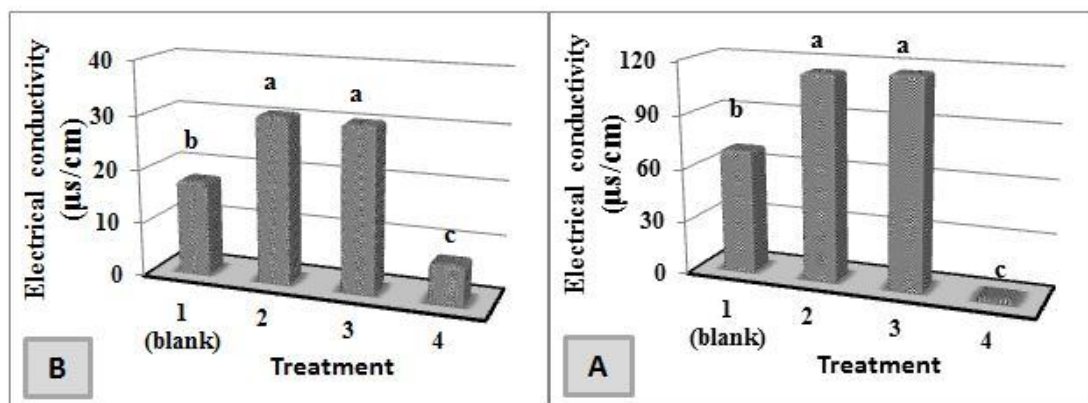 Electrical conductivity
(µs/cm)
40
30
20
10
0
b
a
a
c
1
(blank)
2
3
4
Treatment
B
Electrical conductivity
(µs/cm)
120
90
60
30
0
b
a
a
c
1
(blank)
2
3
4
Treatment
A